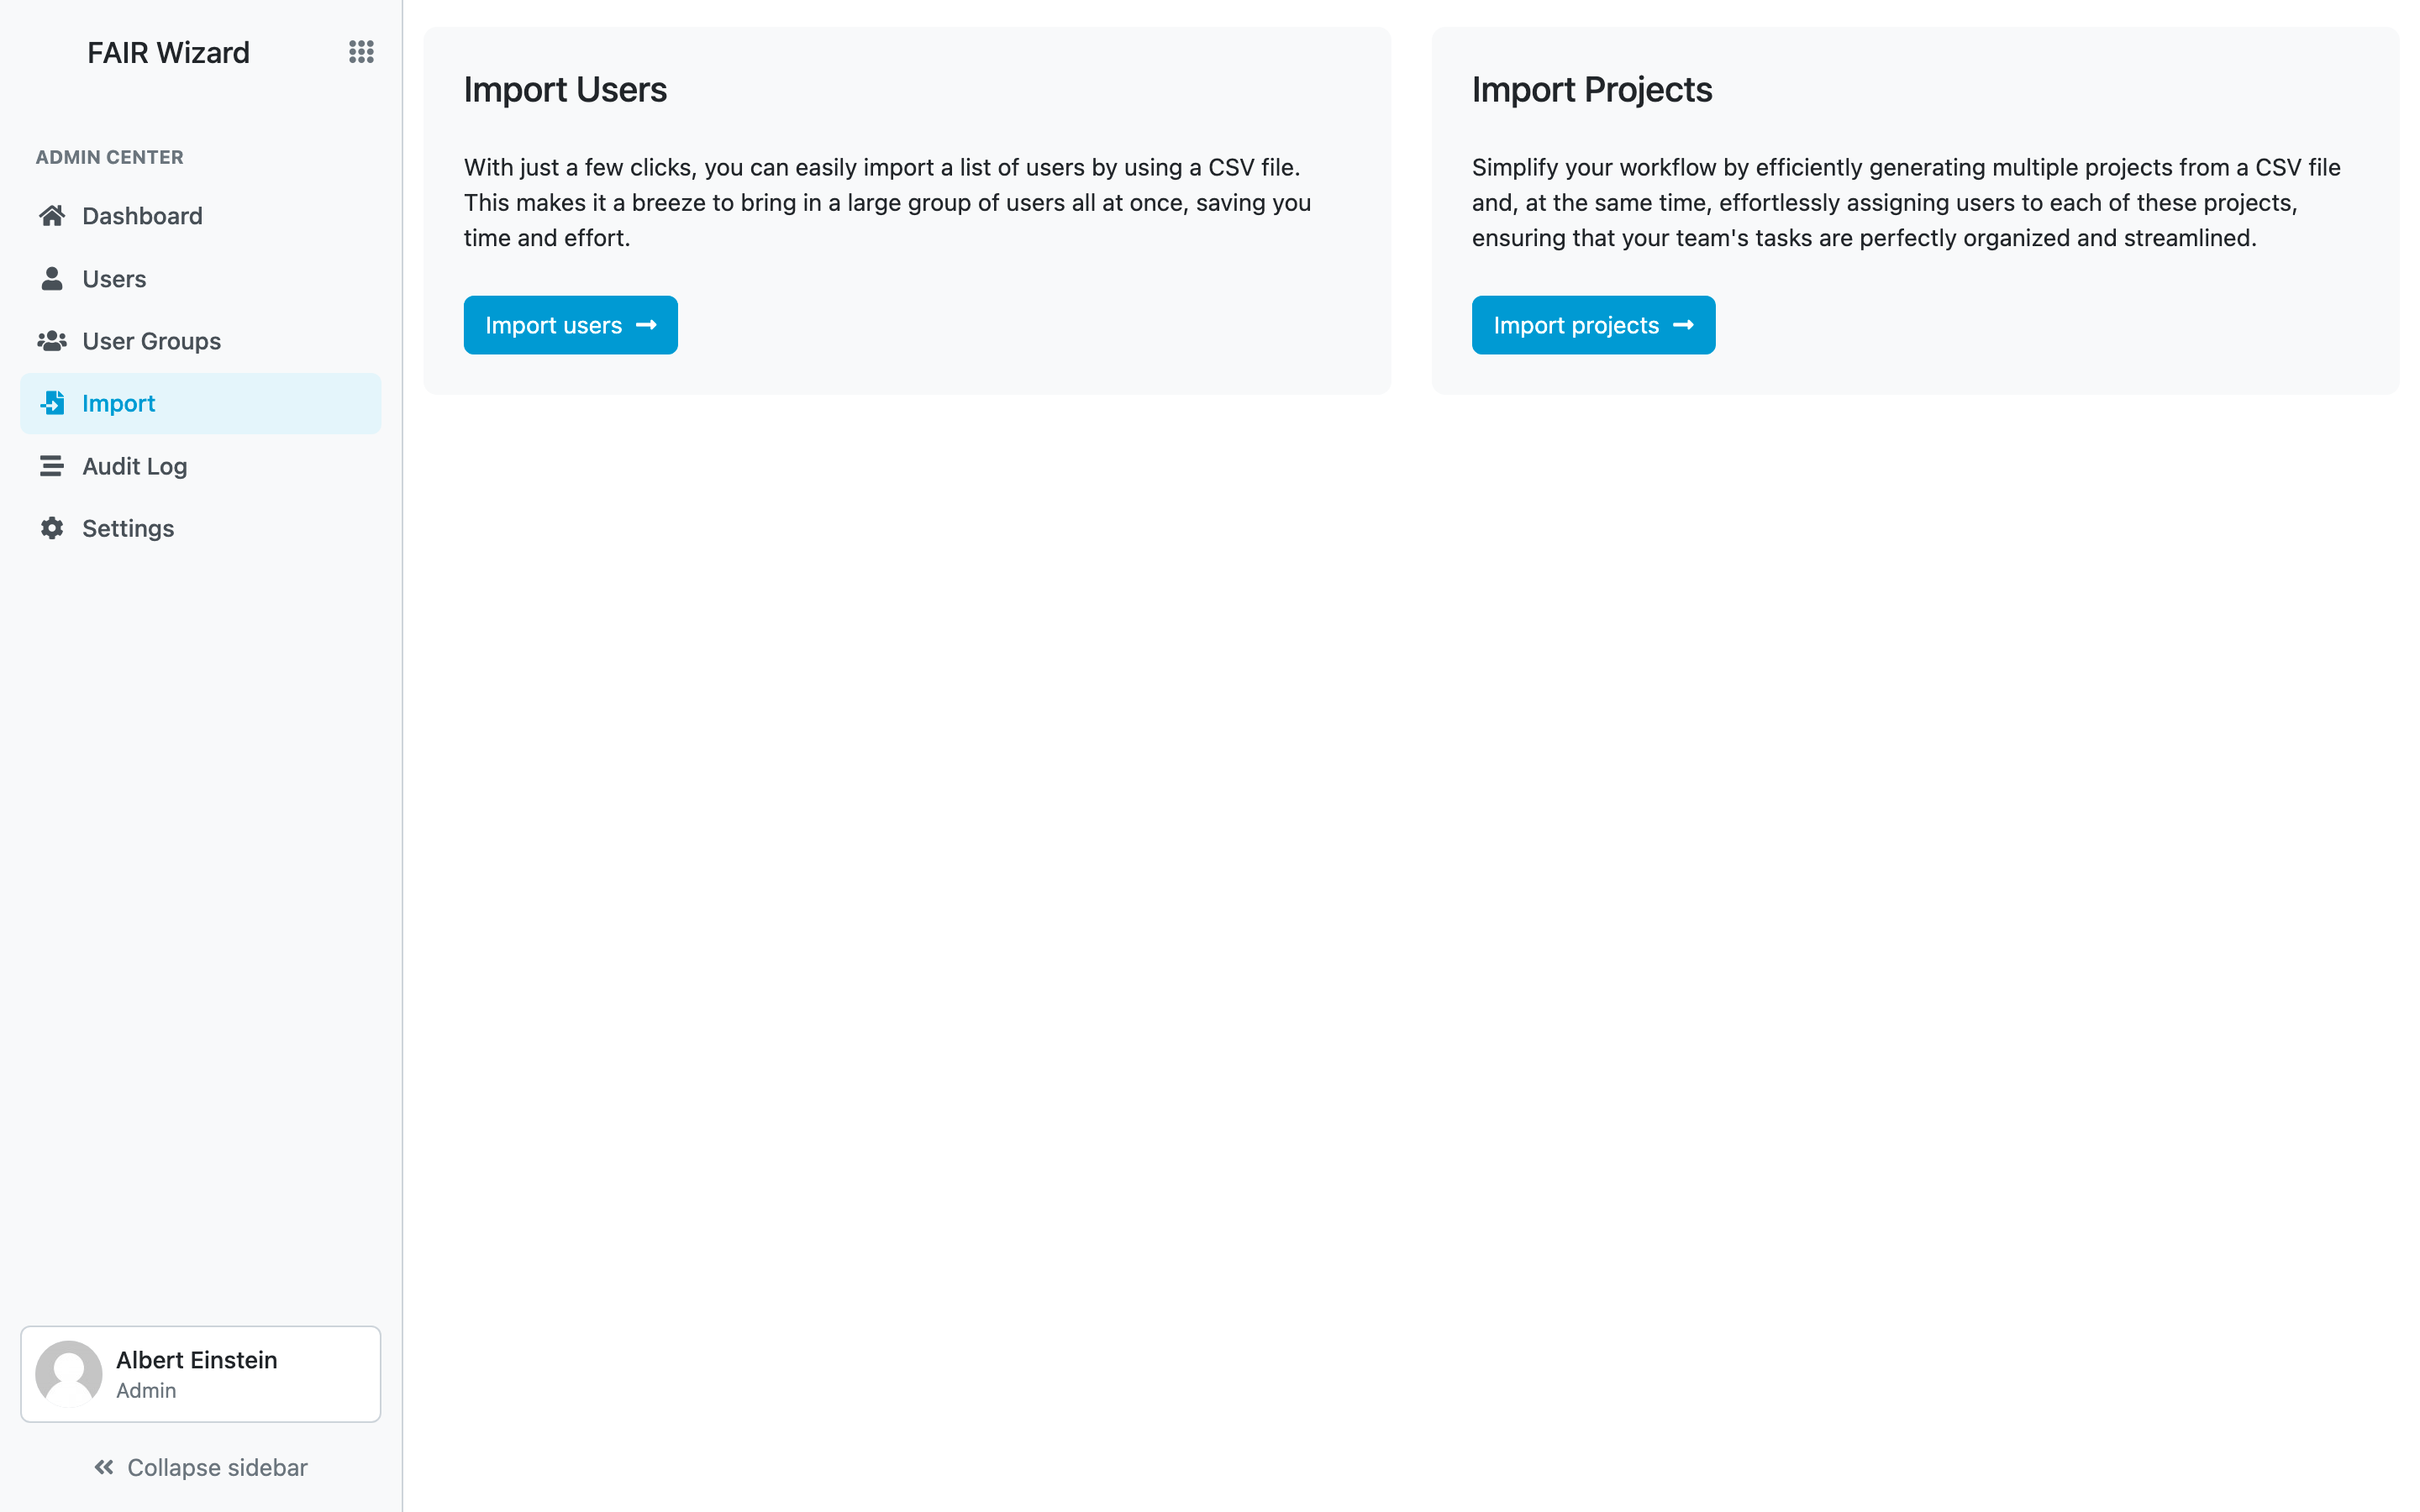 FAIR Wizard
ADMIN CENTER
Dashboard
Users
User Groups
Import
Audit Log
Settings
Albert Einstein
Admin
Collapse sidebar
Import Users
With just a few clicks, you can easily import a list of users by using a CSV file.
This makes it a breeze to bring in a large group of users all at once, saving you
time and effort.
Import users
Import Projects
Simplify your workflow by efficiently generating multiple projects from a CSV file
and, at the same time, effortlessly assigning users to each of these projects,
ensuring that your team's tasks are perfectly organized and streamlined.
Import projects